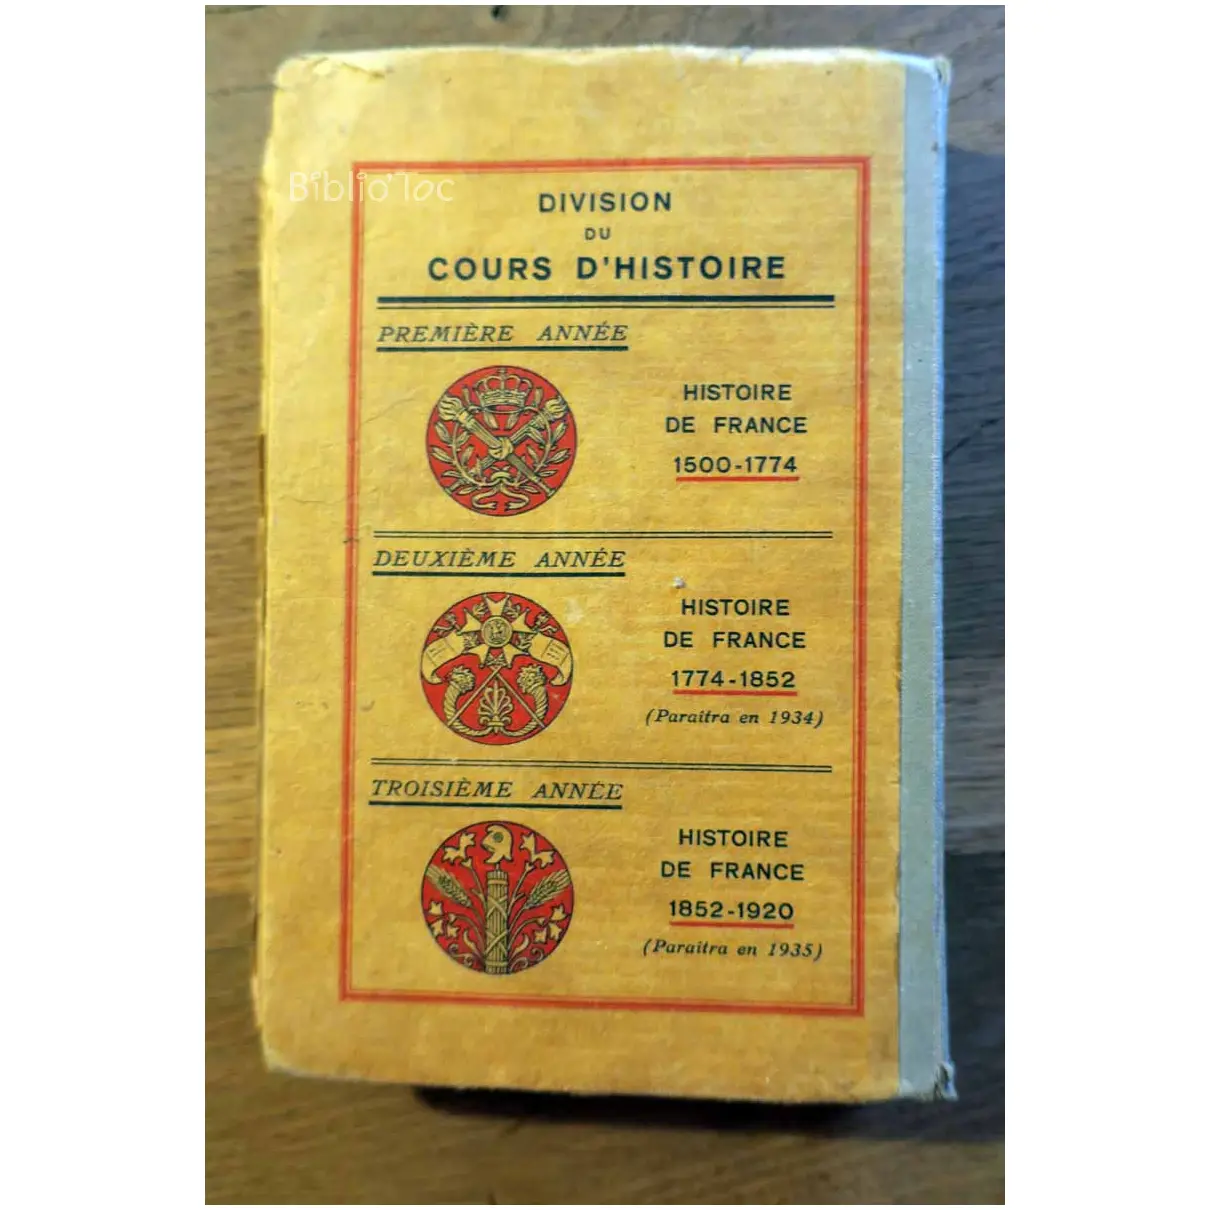 Biblio'Toc
DIVISION
DU
COURS D'HISTOIRE
PREMIÈRE ANNÉE
HISTOIRE
DE FRANCE
1500-1774
DEUXIÈME ANNÉE
HISTOIRE
DE FRANCE
1774-1852
(Paraîtra en 1934)
TROISIÈME ANNÉE
HISTOIRE
DE FRANCE
1852-1920
(Paraîtra en 1935)